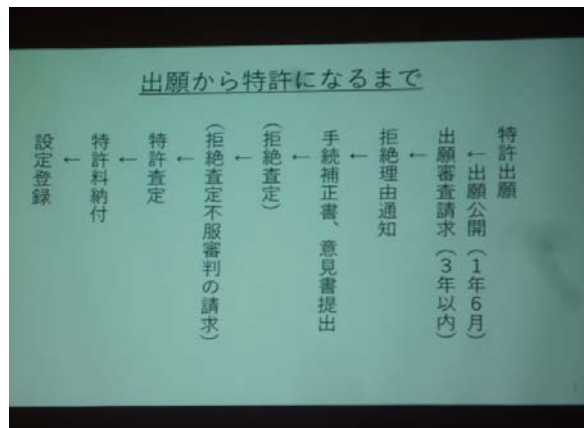 出願から特許になるまで
特許出願
←出願公開（１年６月）
出願審査請求（３年以内）
←
拒絶理由通知
←
手続補正書、意見書提出
←
（拒絶査定）
←
（拒絶査定不服審判の請求）
←
特許査定
←
特許料納付
←
設定登録